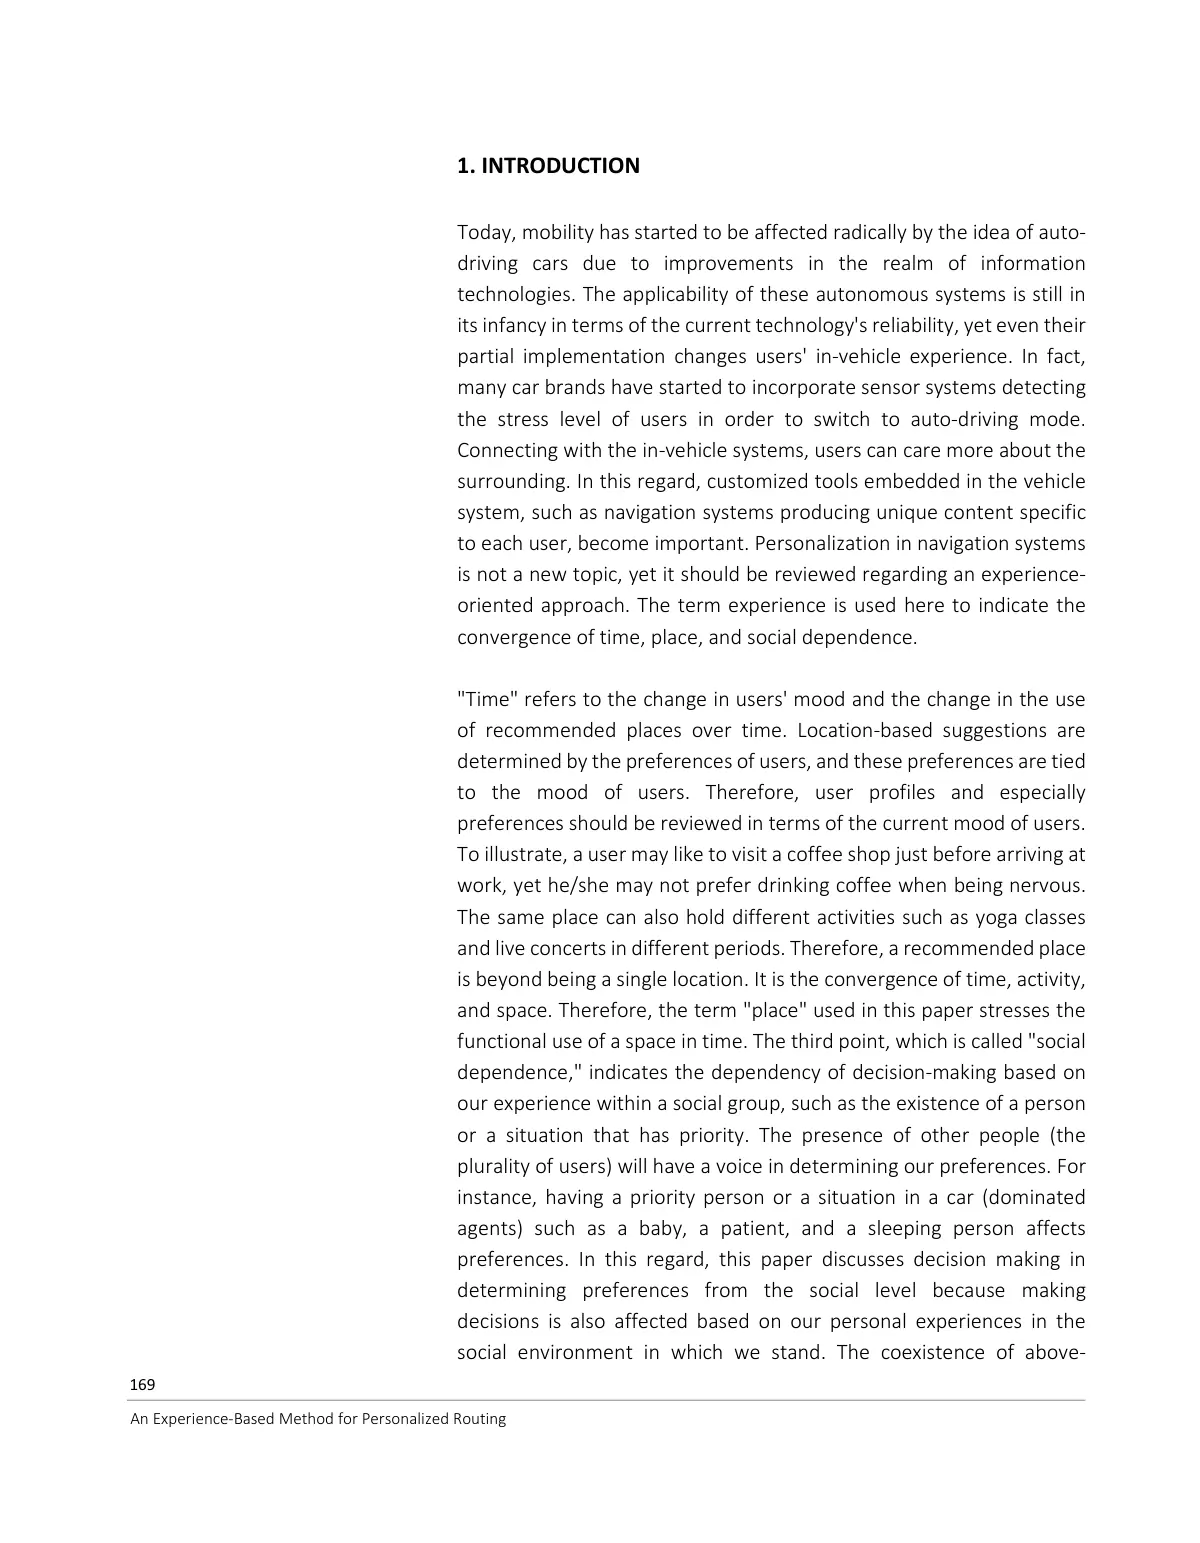 1. INTRODUCTION
Today, mobility has started to be affected radically by the idea of auto-
driving cars due to improvements in the realm of information
technologies. The applicability of these autonomous systems is still in
its infancy in terms of the current technology's reliability, yet even their
partial implementation changes users' in-vehicle experience. In fact,
many car brands have started to incorporate sensor systems detecting
the stress level of users in order to switch to auto-driving mode.
Connecting with the in-vehicle systems, users can care more about the
surrounding. In this regard, customized tools embedded in the vehicle
system, such as navigation systems producing unique content specific
to each user, become important. Personalization in navigation systems
is not a new topic, yet it should be reviewed regarding an experience-
oriented approach. The term experience is used here to indicate the
convergence of time, place, and social dependence.
"Time" refers to the change in users' mood and the change in the use
of recommended places over time. Location-based suggestions are
determined by the preferences of users, and these preferences are tied
to the mood of users. Therefore, user profiles and especially
preferences should be reviewed in terms of the current mood of users.
To illustrate, a user may like to visit a coffee shop just before arriving at
work, yet he/she may not prefer drinking coffee when being nervous.
The same place can also hold different activities such as yoga classes
and live concerts in different periods. Therefore, a recommended place
is beyond being a single location. It is the convergence of time, activity,
and space. Therefore, the term "place" used in this paper stresses the
functional use of a space in time. The third point, which is called "social
dependence," indicates the dependency of decision-making based on
our experience within a social group, such as the existence of a person
or a situation that has priority. The presence of other people (the
plurality of users) will have a voice in determining our preferences. For
instance, having a priority person or a situation in a car (dominated
agents) such as a baby, a patient, and a sleeping person affects
preferences. In this regard, this paper discusses decision making in
determining preferences from the social level because making
decisions is also affected based on our personal experiences in the
social environment in which we stand. The coexistence of above-
169
An Experience-Based Method for Personalized Routing